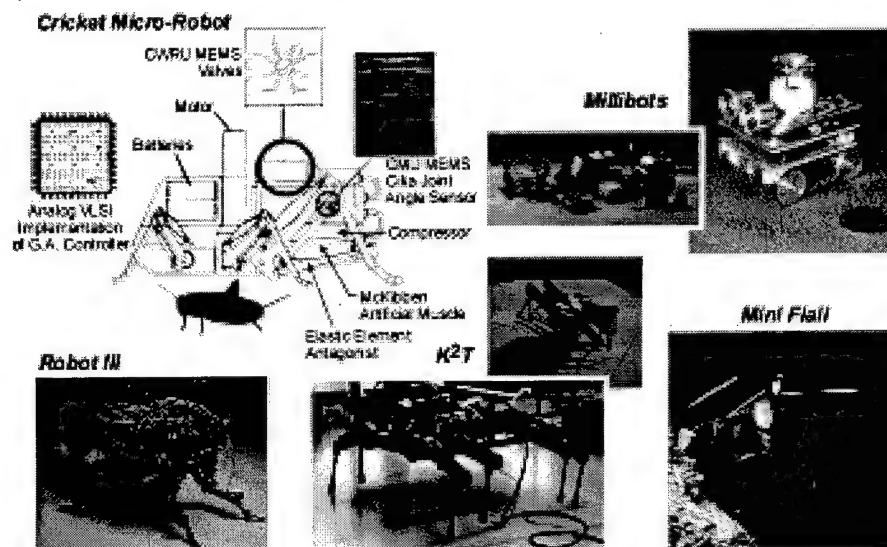 Cricket Micro-Robot
CWRU MEMS
Valves
Motor
Batteries
Analog VLSI
Implementation
of G.A. Controller
CMU MEMS
Joint
Angle Sensor
Compressor
McKibben
Artificial Muscle
Elastic Element
Antagonist
Millibots
Mini Flail
Robot III
K²T